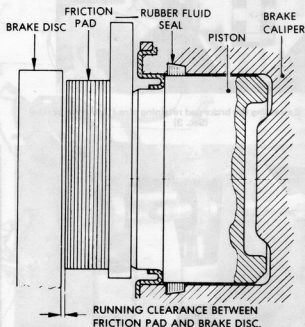 BRAKE DISC
FRICTION
PAD
RUBBER FLUID
SEAL
PISTON
BRAKE
CALIPER
RUNNING CLEARANCE BETWEEN
FRICTION PAD AND BRAKE DISC.